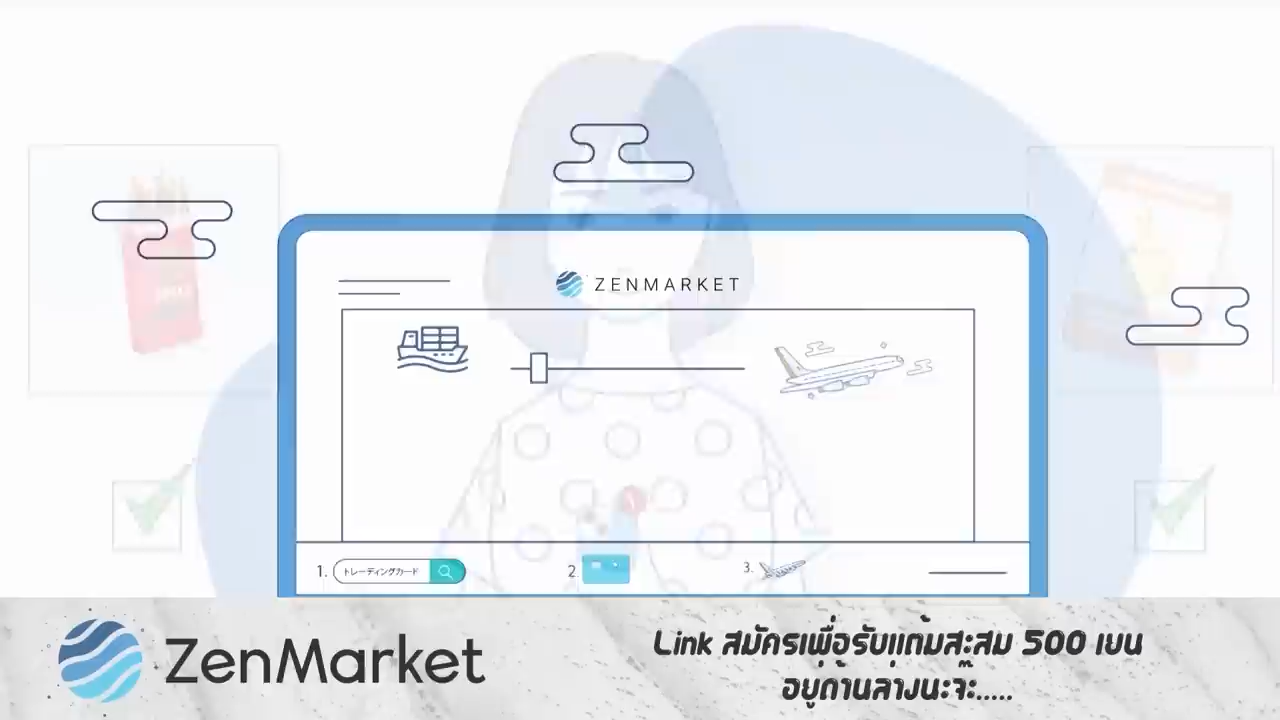 ZENMARKET
1. トレーディングカード
2.
3.
ZenMarket
Link สมัครเพื่อรับแต้มสะสม 500 เยน
อยู่ด้านล่างนะจ๊ะ.....